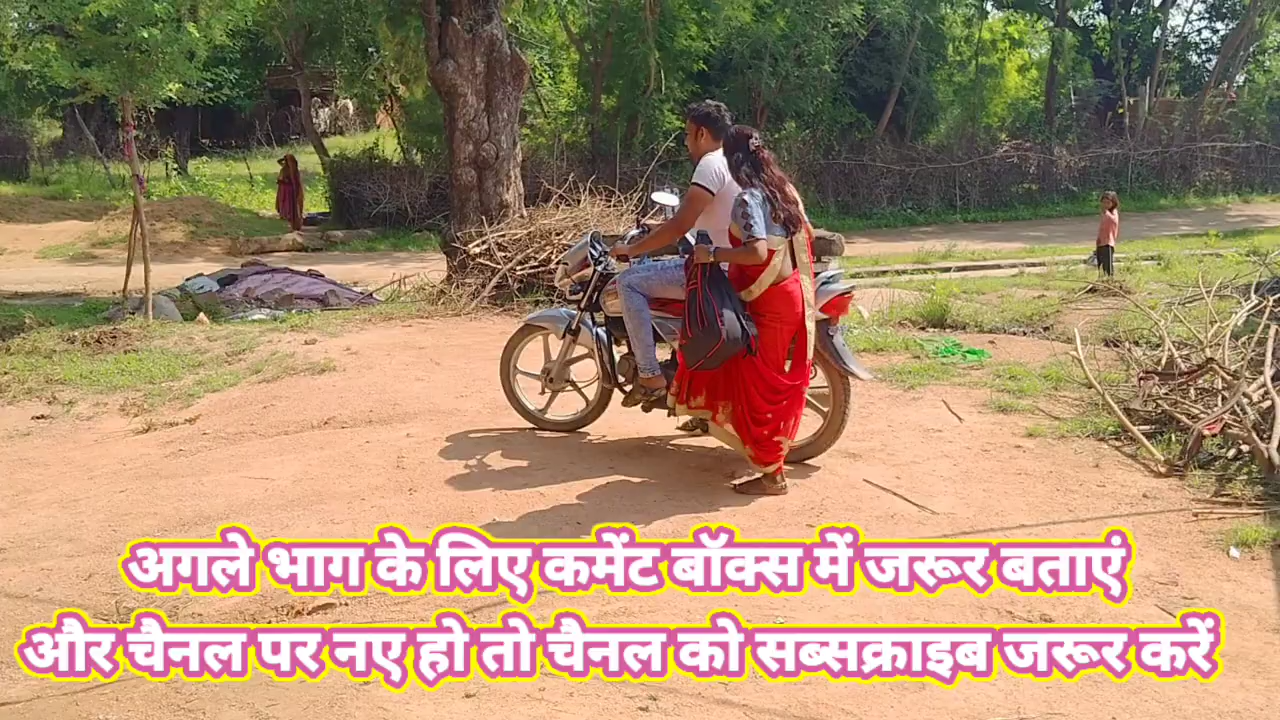 अगले भाग के लिए कमेंट बॉक्स में जरूर बताएं
और चैनल पर नए हो तो चैनल को सब्सक्राइब जरूर करें